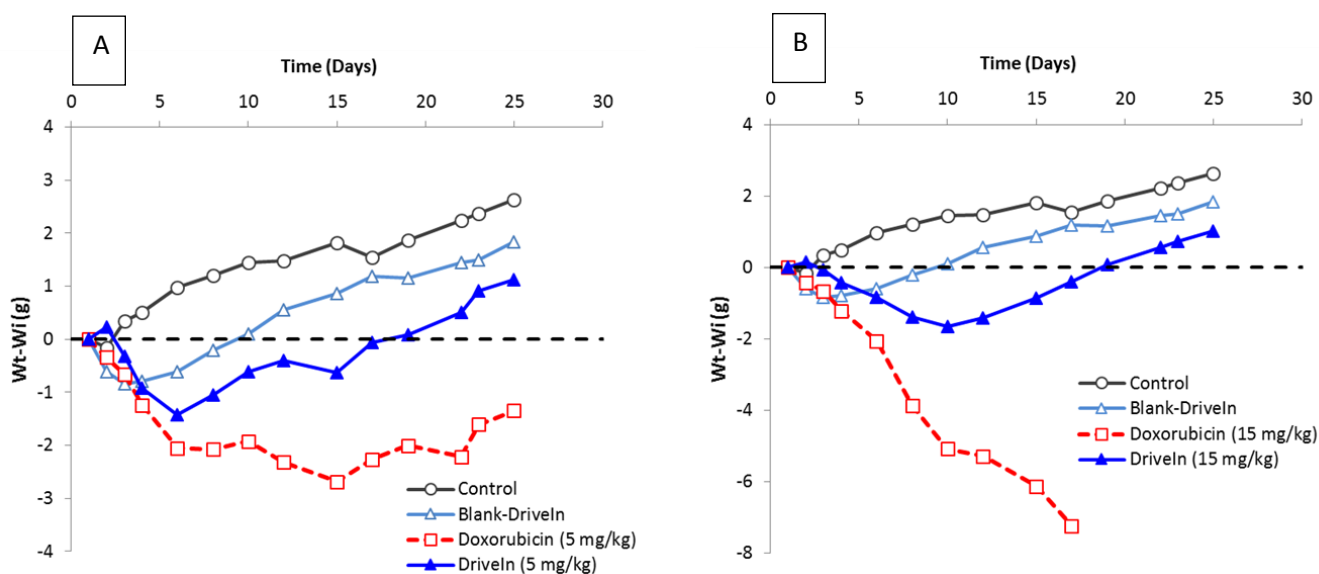 A
Time (Days)
0 5 10 15 20 25 30
4
3
2
1
0
-1
-2
-3
-4
Wt-Wi (g)
Control
Blank-DriveIn
Doxorubicin (5 mg/kg)
DriveIn (5 mg/kg)
B
Time (Days)
0 5 10 15 20 25 30
4
2
0
-2
-4
-6
-8
Wt-Wi (g)
Control
Blank-DriveIn
Doxorubicin (15 mg/kg)
DriveIn (15 mg/kg)